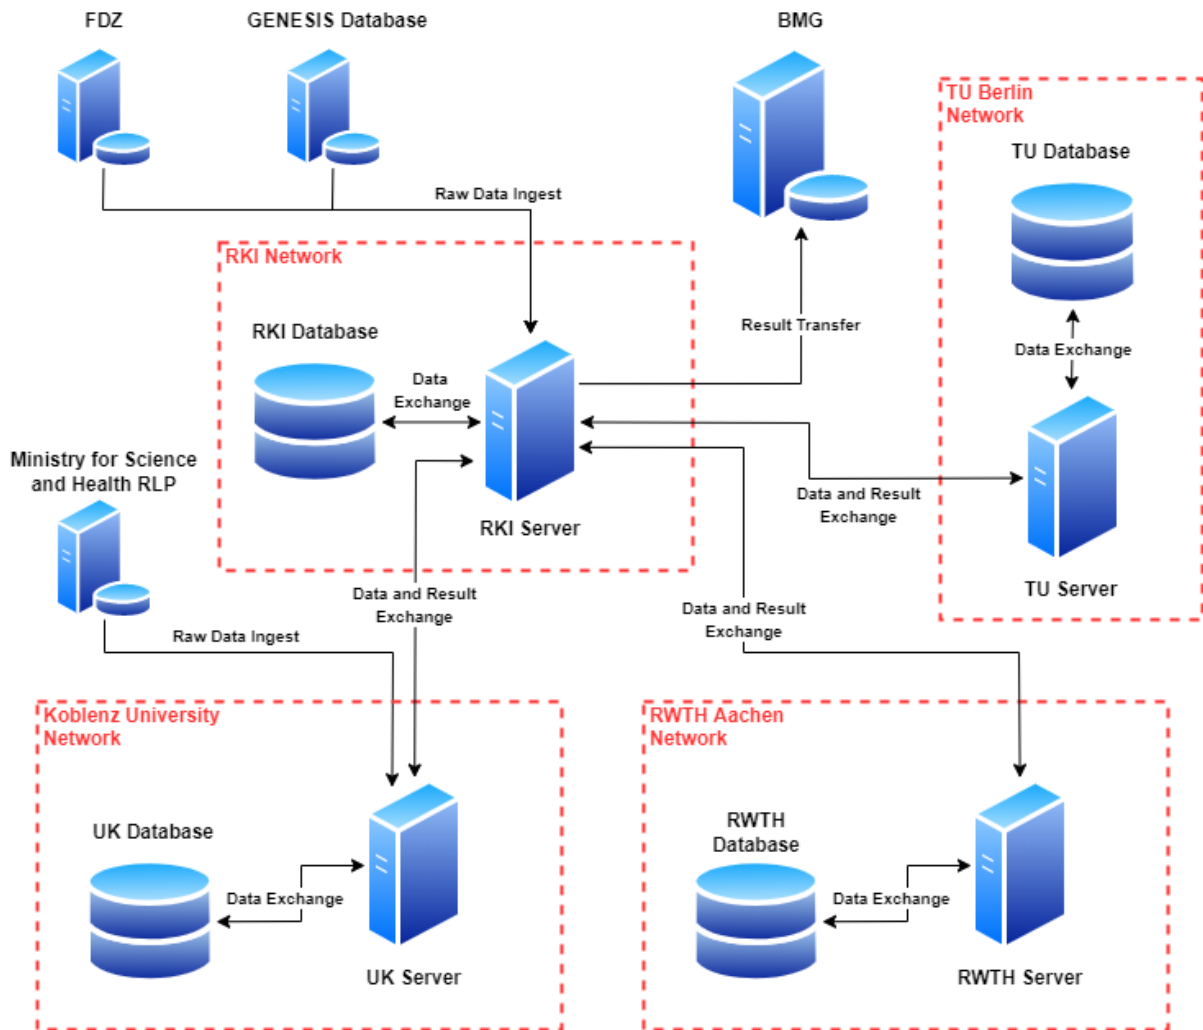 FDZ
GENESIS Database
BMG
TU Berlin
Network
TU Database
Raw Data Ingest
RKI Network
RKI Database
Result Transfer
Data Exchange
Data
Exchange
Ministry for Science
and Health RLP
Data and Result
Exchange
RKI Server
TU Server
Data and Result
Exchange
Data and Result
Exchange
Raw Data Ingest
Koblenz University
Network
RWTH Aachen
Network
UK Database
RWTH
Database
Data Exchange
Data Exchange
UK Server
RWTH Server